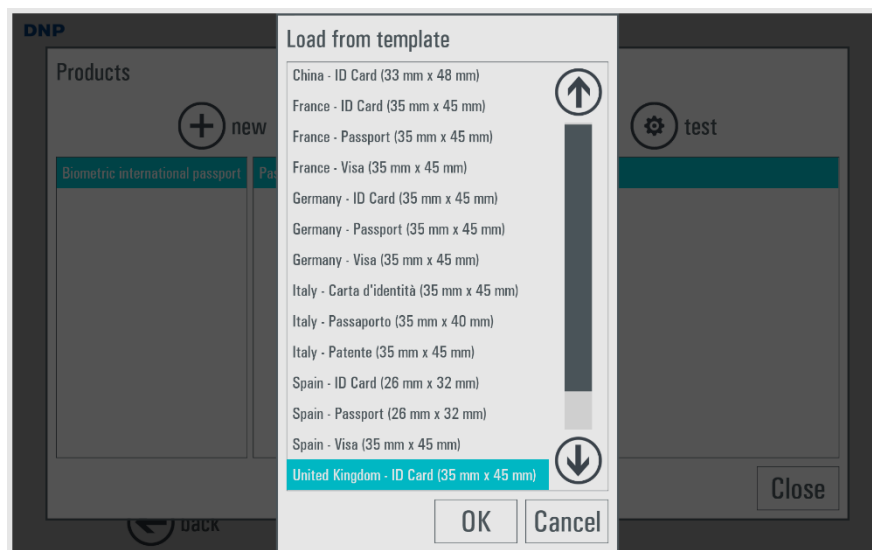 DNP
Load from template
Products
new
test
Biometric international passport
Pa
China - ID Card (33 mm x 48 mm)
France - ID Card (35 mm x 45 mm)
France - Passport (35 mm x 45 mm)
France - Visa (35 mm x 45 mm)
Germany - ID Card (35 mm x 45 mm)
Germany - Passport (35 mm x 45 mm)
Germany - Visa (35 mm x 45 mm)
Italy - Carta d'identità (35 mm x 45 mm)
Italy - Passaporto (35 mm x 40 mm)
Italy - Patente (35 mm x 45 mm)
Spain - ID Card (26 mm x 32 mm)
Spain - Passport (26 mm x 32 mm)
Spain - Visa (35 mm x 45 mm)
United Kingdom - ID Card (35 mm x 45 mm)
OK
Cancel
Close
back